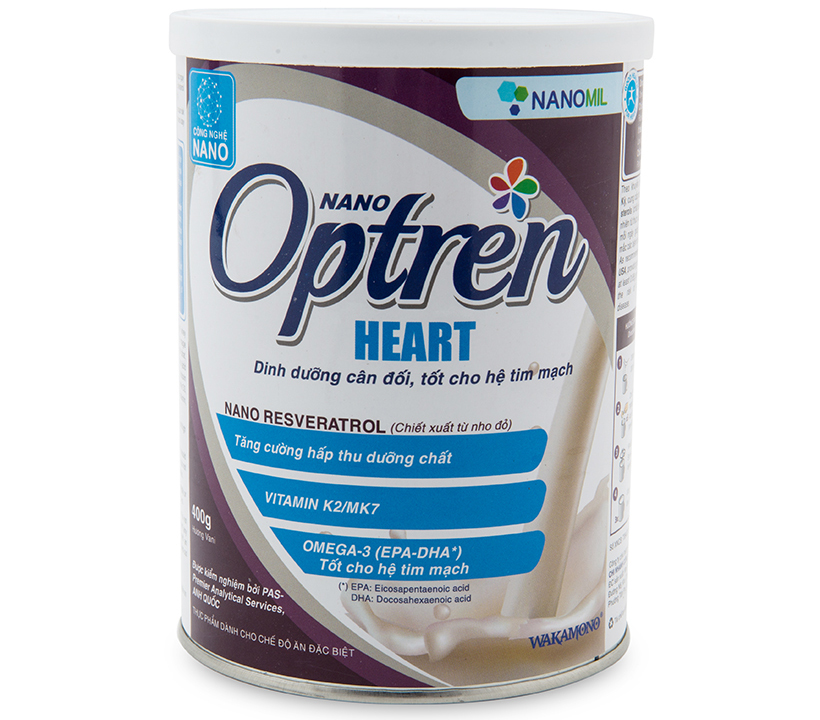 CÔNG NGHỆ
NANO
NANOMIL
NANO
Optren
HEART
Dinh dưỡng cân đối, tốt cho hệ tim mạch
NANO RESVERATROL (Chiết xuất từ nho đỏ)
Tăng cường hấp thu dưỡng chất
VITAMIN K2/MK7
OMEGA-3 (EPA-DHA*)
Tốt cho hệ tim mạch
(*) EPA: Eicosapentaenoic acid
DHA: Docosahexaenoic acid
400g
Hương Vani
Được kiểm nghiệm bởi PAS-
Premier Analytical Services,
ANH QUỐC
THỰC PHẨM DÀNH CHO CHẾ ĐỘ ĂN ĐẶC BIỆT
WAKAMONO